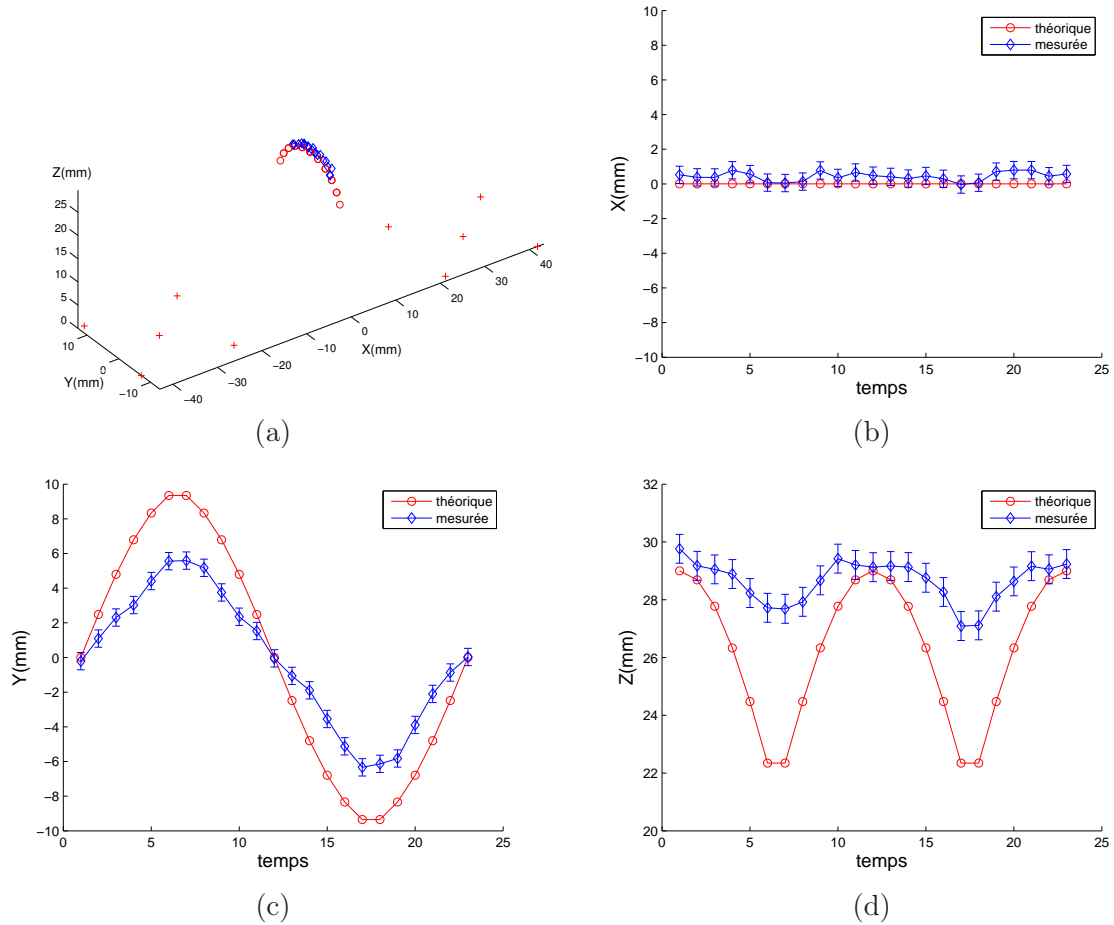 Z(mm)
25
20
15
10
5
0
10
0
−10
Y(mm)
−40
−30
−20
−10
0
10
20
30
40
X(mm)
(a)
10
8
6
4
2
0
−2
−4
−6
−8
−10
X(mm)
0 5 10 15 20 25
temps
théorique
mesurée
(b)
10
8
6
4
2
0
−2
−4
−6
−8
−10
Y(mm)
0 5 10 15 20 25
temps
théorique
mesurée
(c)
32
30
28
26
24
22
20
Z(mm)
0 5 10 15 20 25
temps
théorique
mesurée
(d)